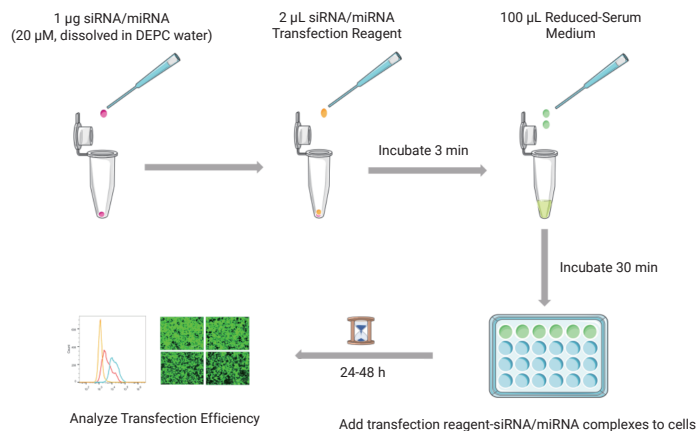 1 µg siRNA/miRNA
(20 µM, dissolved in DEPC water)
2 µL siRNA/miRNA
Transfection Reagent
100 µL Reduced-Serum
Medium
Incubate 3 min
Incubate 30 min
24-48 h
Analyze Transfection Efficiency
Add transfection reagent-siRNA/miRNA complexes to cells